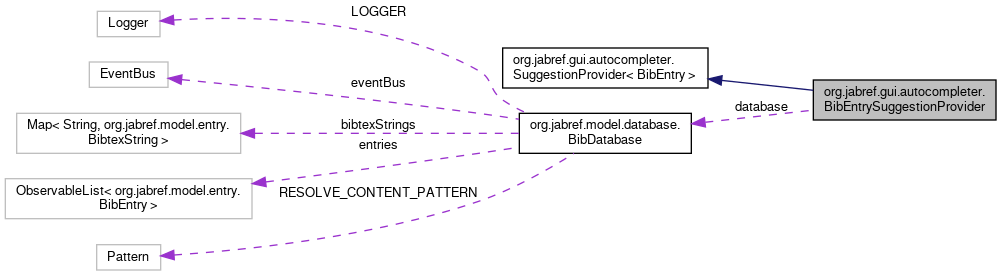 LOGGER
Logger
org.jabref.gui.autocompleter.
SuggestionProvider< BibEntry >
EventBus
eventBus
org.jabref.gui.autocompleter.
BibEntrySuggestionProvider
database
Map< String, org.jabref.model.entry.
BibtexString >
bibtexStrings
org.jabref.model.database.
BibDatabase
entries
ObservableList< org.jabref.model.entry.
BibEntry >
RESOLVE_CONTENT_PATTERN
Pattern